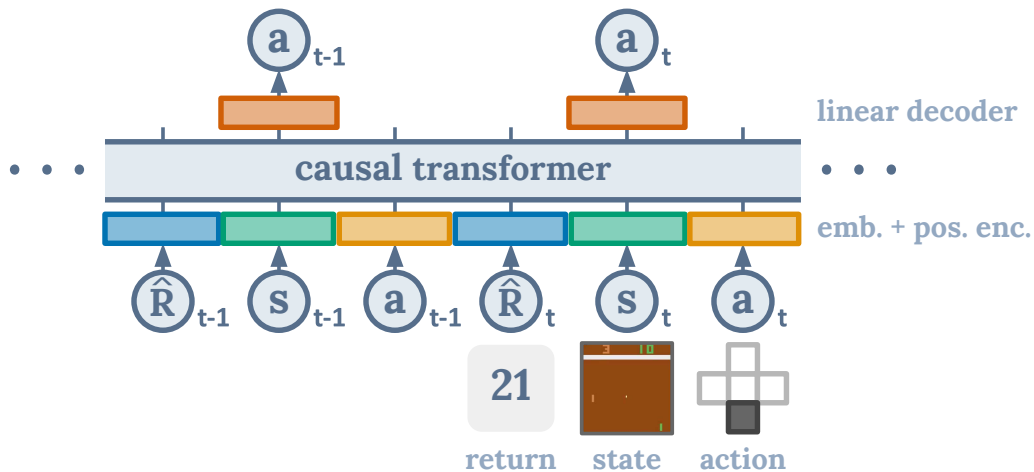 a t-1 a t
linear decoder
• • • causal transformer • • •
emb. + pos. enc.
R̂ t-1 s t-1 a t-1 R̂ t s t a t
3 10
21
return state action